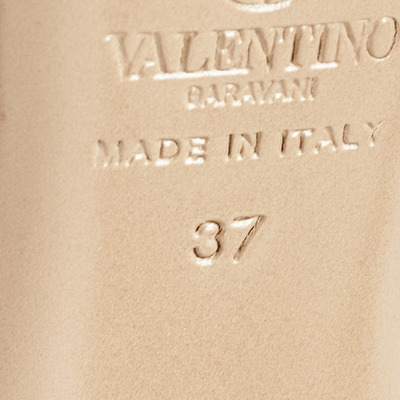 VALENTINO
GARAVANI
MADE IN ITALY
37